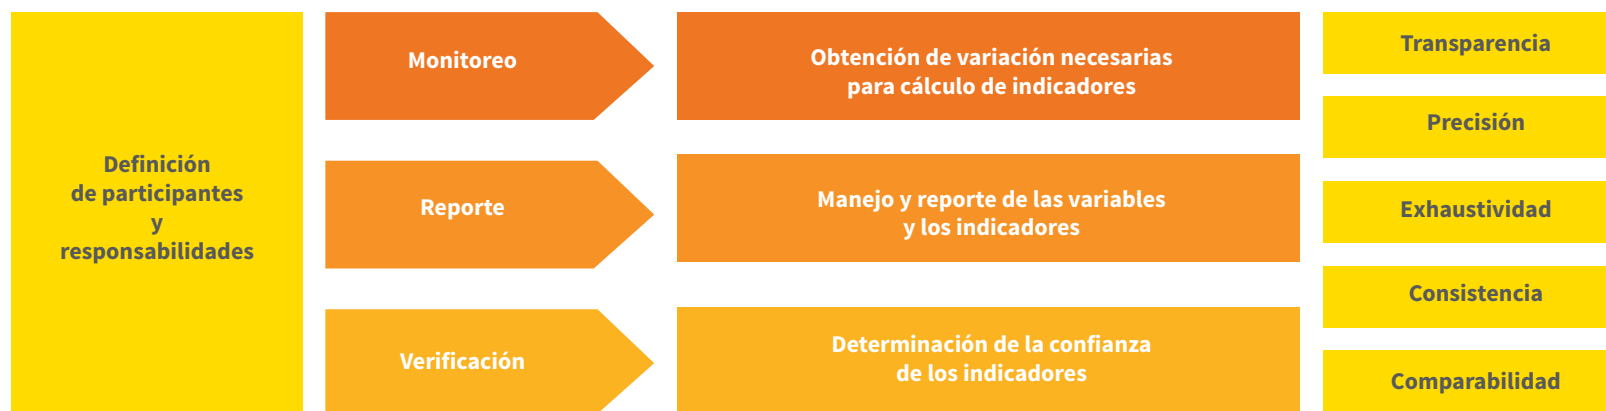 Definición
de participantes
y
responsabilidades
Monitoreo
Obtención de variación necesarias
para cálculo de indicadores
Reporte
Manejo y reporte de las variables
y los indicadores
Verificación
Determinación de la confianza
de los indicadores
Transparencia
Precisión
Exhaustividad
Consistencia
Comparabilidad